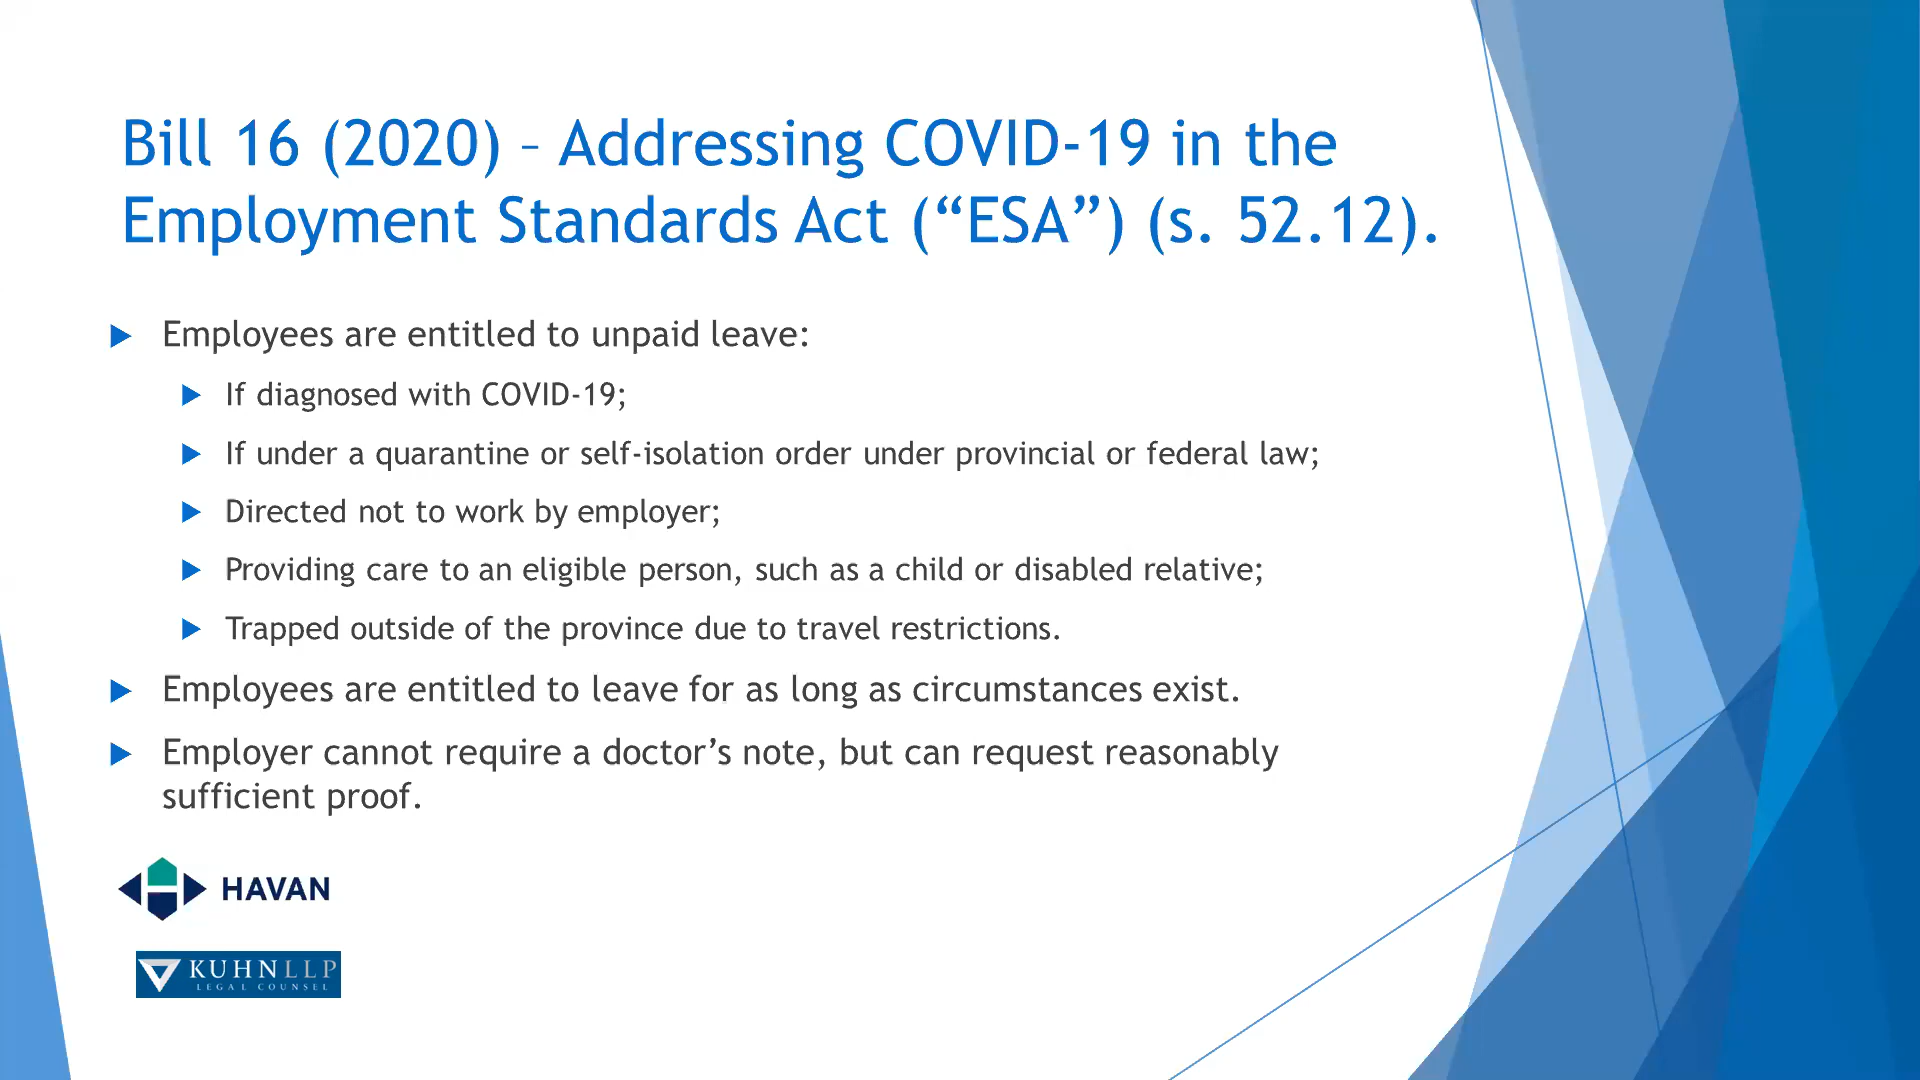 Bill 16 (2020) – Addressing COVID-19 in the
Employment Standards Act (“ESA”) (s. 52.12).
Employees are entitled to unpaid leave:
If diagnosed with COVID-19;
If under a quarantine or self-isolation order under provincial or federal law;
Directed not to work by employer;
Providing care to an eligible person, such as a child or disabled relative;
Trapped outside of the province due to travel restrictions.
Employees are entitled to leave for as long as circumstances exist.
Employer cannot require a doctor’s note, but can request reasonably
sufficient proof.
HAVAN
KUHN LLP
LEGAL COUNSEL